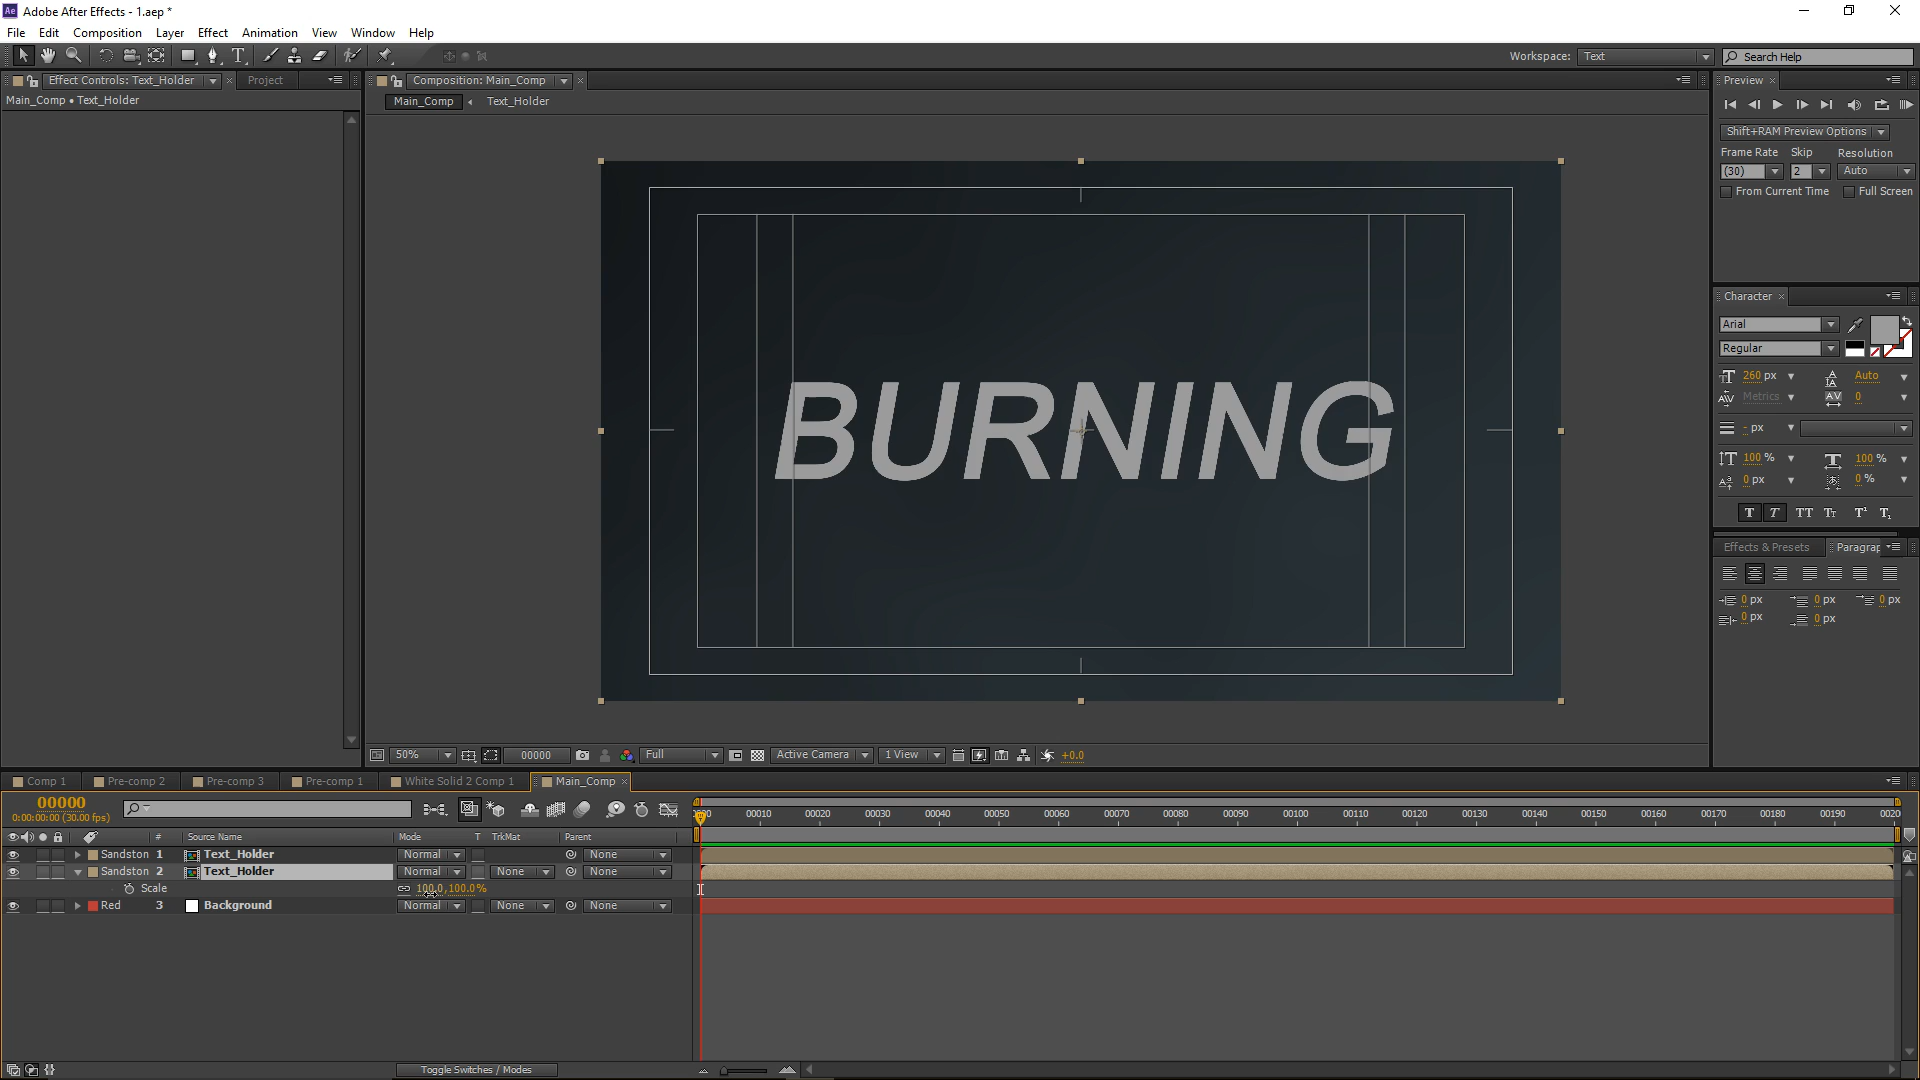 Ae Adobe After Effects - 1.aep *
File Edit Composition Layer Effect Animation View Window Help
Workspace: Text Search Help
Effect Controls: Text_Holder Project
Composition: Main_Comp
Preview
Main_Comp • Text_Holder
Main_Comp Text_Holder
Shift+RAM Preview Options
Frame Rate Skip Resolution
(30) 2 Auto
From Current Time Full Screen
Character
Arial
Regular
260 px Auto
Metrics 0
- px
100 % 100 %
0 px 0 %
T T TT Tt T¹ T₁
Effects & Presets Paragrap
0 px 0 px 0 px
0 px 0 px
BURNING
50% 00000 Full Active Camera 1 View +0.0
Comp 1 Pre-comp 2 Pre-comp 3 Pre-comp 1 White Solid 2 Comp 1 Main_Comp
00000
0:00:00:00 (30.00 fps)
00010 00020 00030 00040 00050 00060 00070 00080 00090 00100 00110 00120 00130 00140 00150 00160 00170 00180 00190 0020
# Source Name Mode T TrkMat Parent
Sandston 1 Text_Holder Normal None
Sandston 2 Text_Holder Normal None None
Scale 100.0,100.0%
Red 3 Background Normal None None
Toggle Switches / Modes